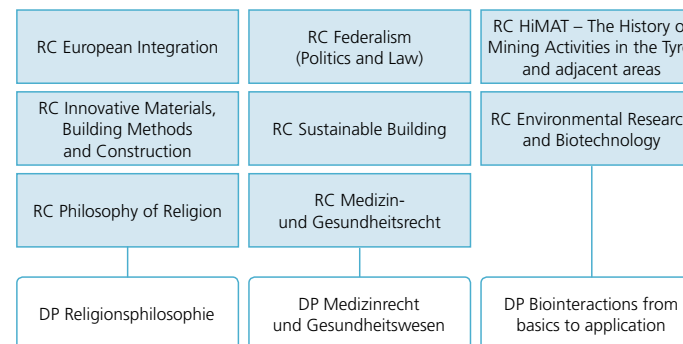 RC European Integration
RC Federalism
(Politics and Law)
RC HiMAT – The History
Mining Activities in the
and adjacent areas
RC Innovative Materials,
Building Methods
and Construction
RC Sustainable Building
RC Environmental
and Biotechnology
RC Philosophy of Religion
RC Medizin-
und Gesundheitsrecht
DP Religionsphilosophie
DP Medizinrecht
und Gesundheitswesen
DP Biointeractions from
basics to application